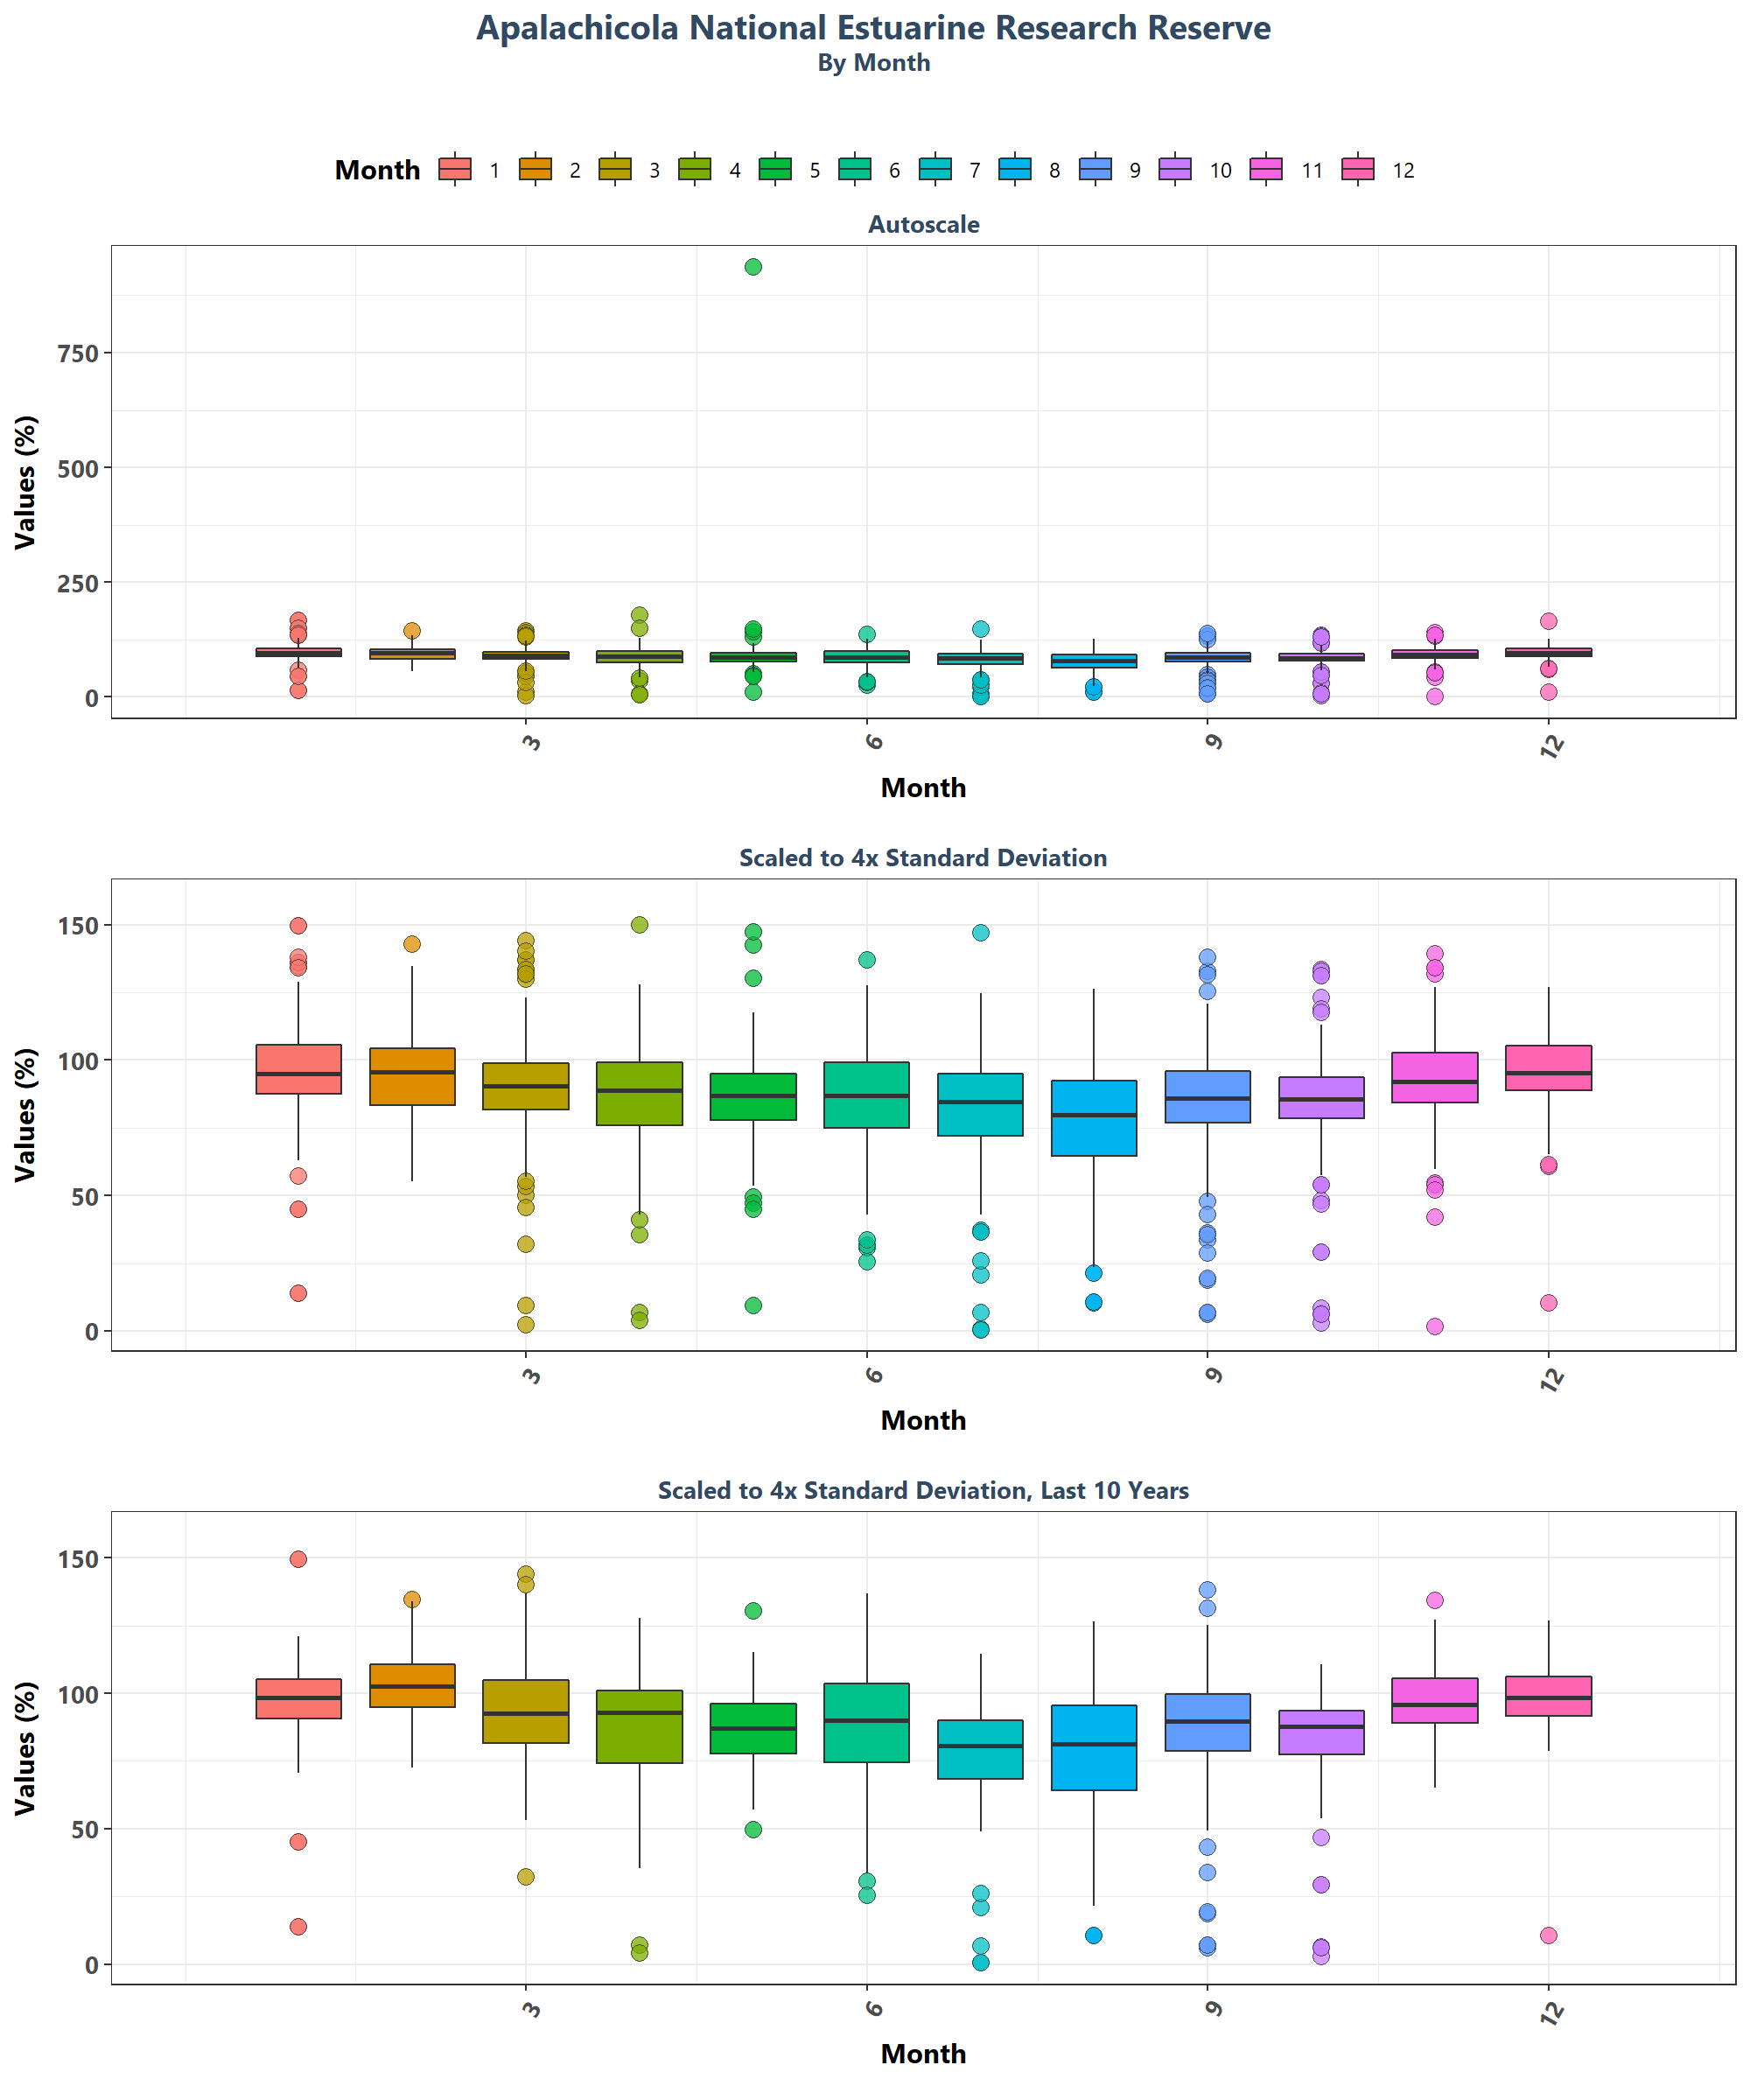 Apalachicola National Estuarine Research Reserve
By Month
Month 1 2 3 4 5 6 7 8 9 10 11 12
Autoscale
Values (%)
750
500
250
0
3 6 9 12
Month
Scaled to 4x Standard Deviation
Values (%)
150
100
50
0
3 6 9 12
Month
Scaled to 4x Standard Deviation, Last 10 Years
Values (%)
150
100
50
0
3 6 9 12
Month